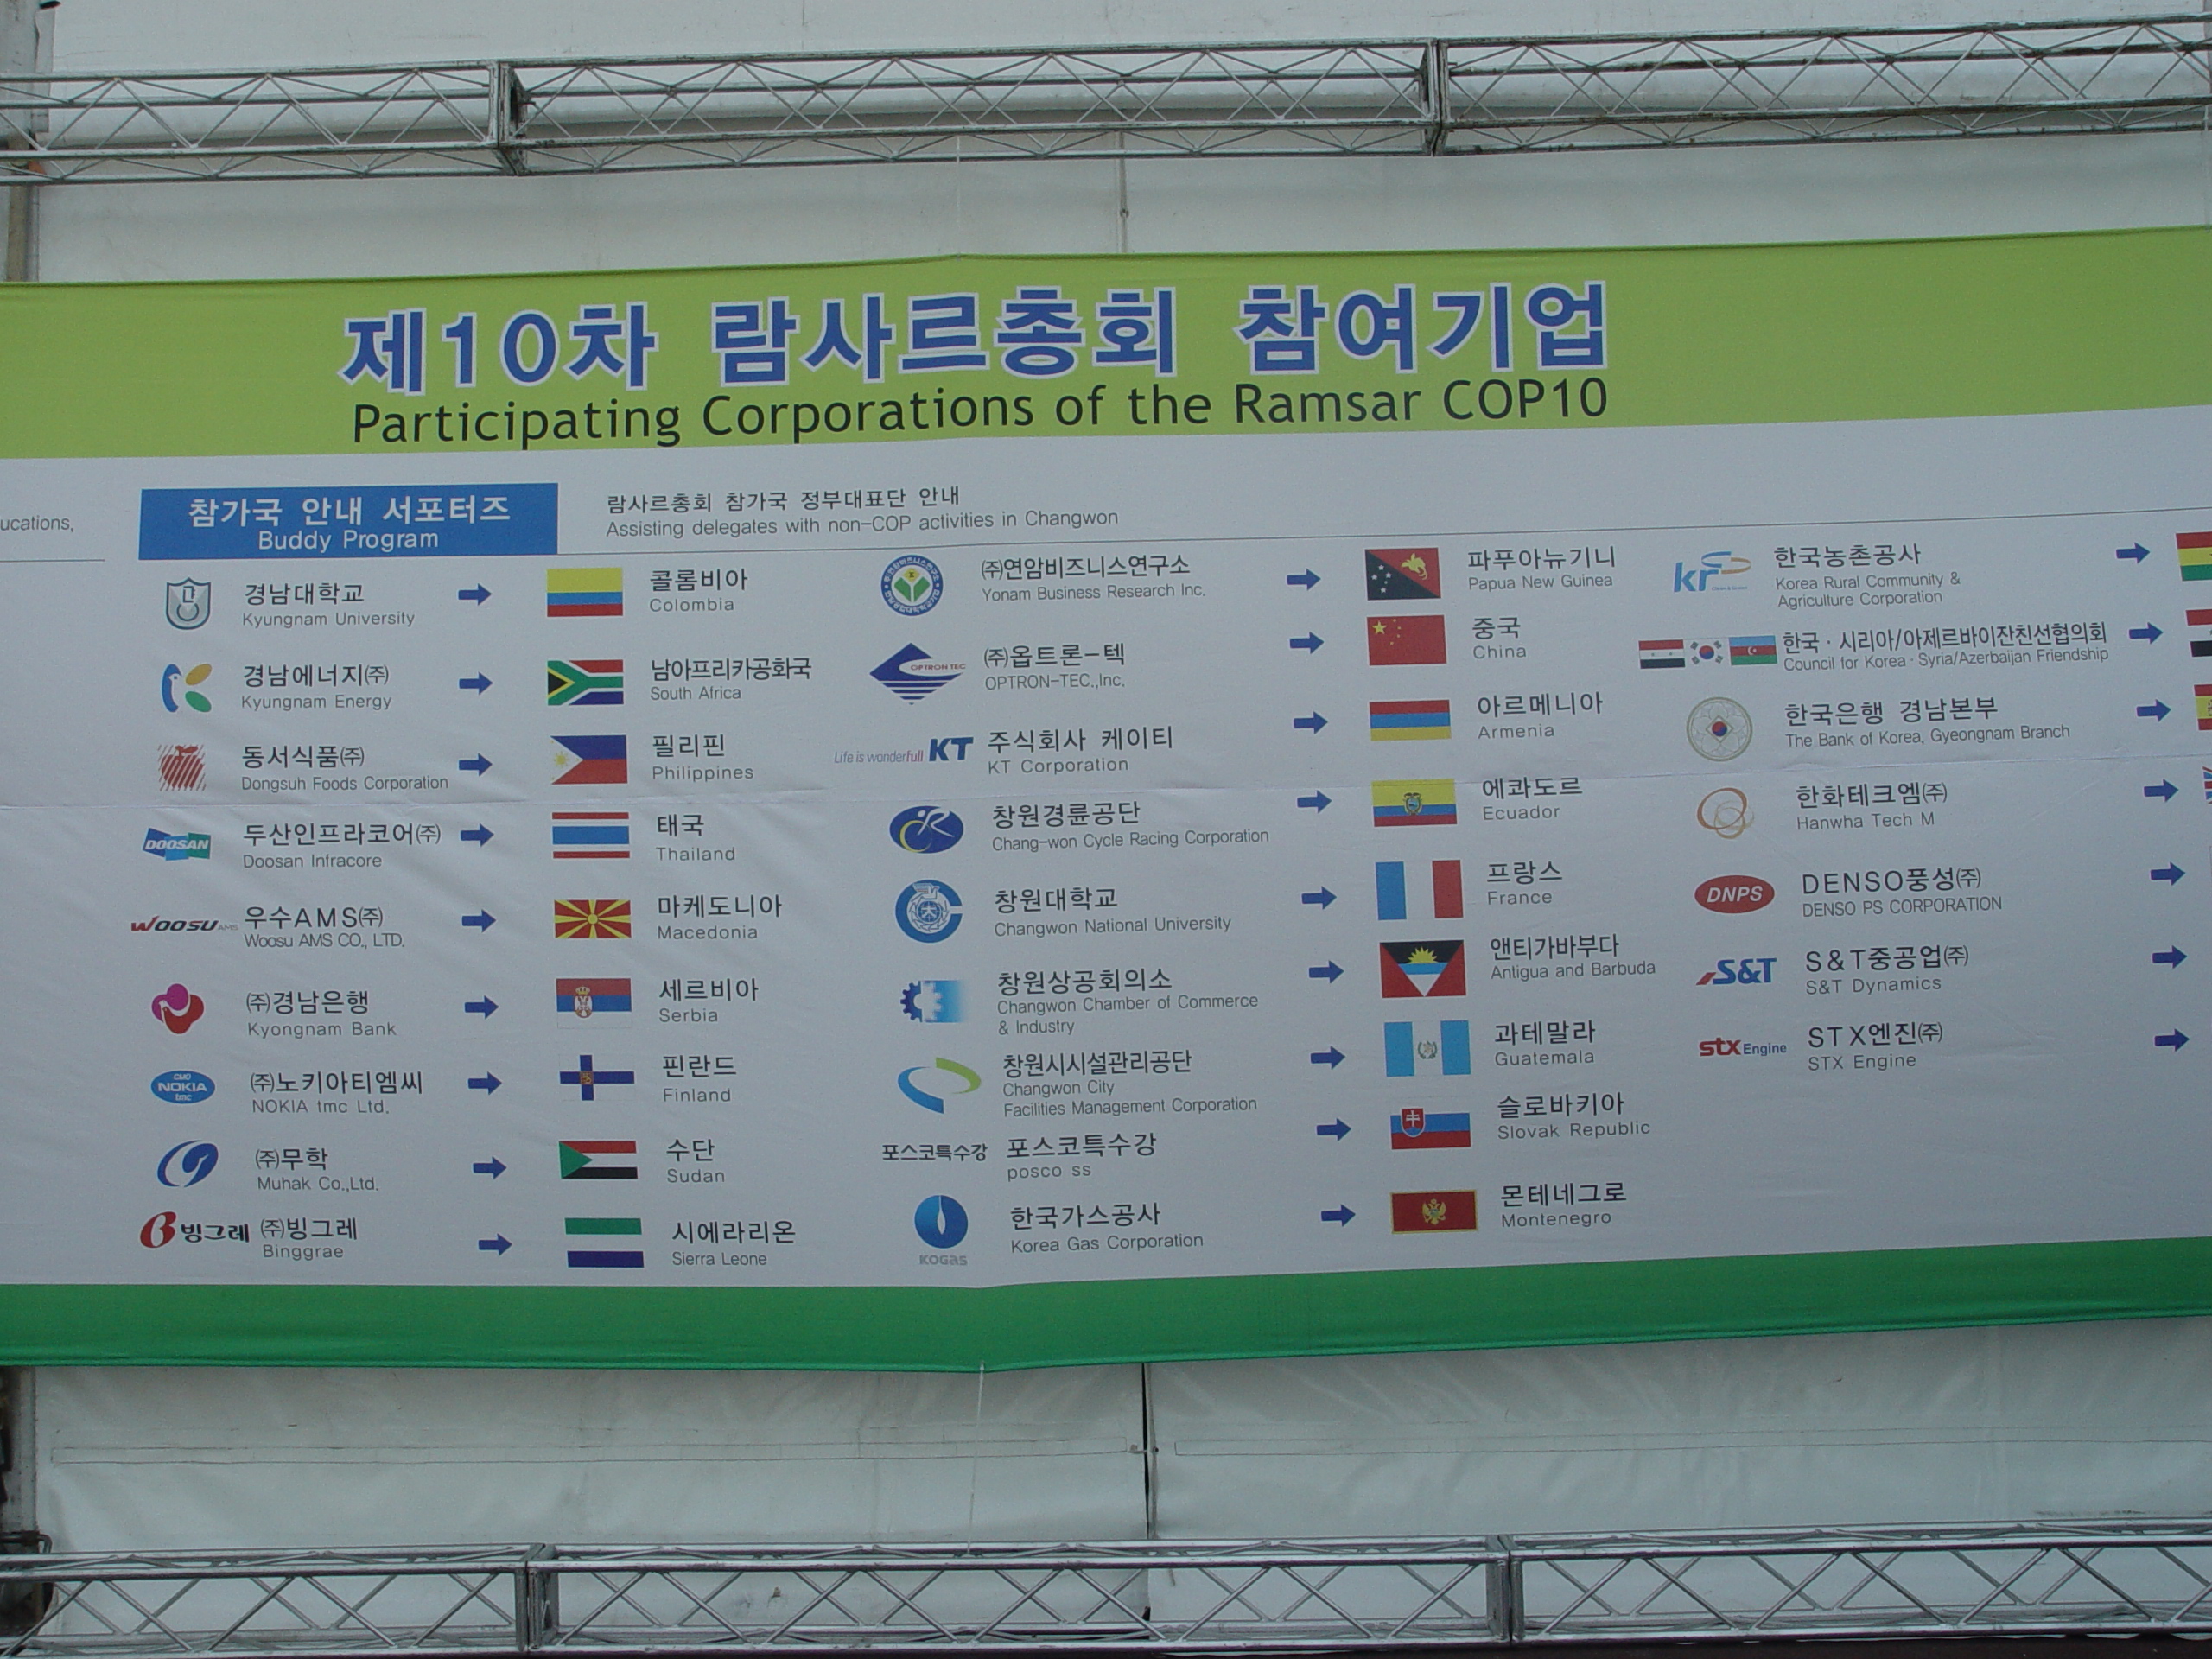 제10차 람사르총회 참여기업
Participating Corporations of the Ramsar COP10
ucations,
참가국 안내 서포터즈
Buddy Program
람사르총회 참가국 정부대표단 안내
Assisting delegates with non-COP activities in Changwon
경남대학교
Kyungnam University
콜롬비아
Colombia
경남에너지㈜
Kyungnam Energy
남아프리카공화국
South Africa
동서식품㈜
Dongsuh Foods Corporation
필리핀
Philippines
DOOSAN
두산인프라코어㈜
Doosan Infracore
태국
Thailand
WOOSU AMS
우수AMS㈜
Woosu AMS CO., LTD.
마케도니아
Macedonia
㈜경남은행
Kyongnam Bank
세르비아
Serbia
NOKIA
tmc
㈜노키아티엠씨
NOKIA tmc Ltd.
핀란드
Finland
㈜무학
Muhak Co.,Ltd.
수단
Sudan
빙그레
㈜빙그레
Binggrae
시에라리온
Sierra Leone
㈜연암비즈니스연구소
Yonam Business Research Inc.
파푸아뉴기니
Papua New Guinea
OPTRON TEC
㈜옵트론-텍
OPTRON-TEC.,Inc.
중국
China
Life is wonderfull KT
주식회사 케이티
KT Corporation
아르메니아
Armenia
창원경륜공단
Chang-won Cycle Racing Corporation
에콰도르
Ecuador
창원대학교
Changwon National University
프랑스
France
창원상공회의소
Changwon Chamber of Commerce
& Industry
앤티가바부다
Antigua and Barbuda
창원시시설관리공단
Changwon City
Facilities Management Corporation
과테말라
Guatemala
포스코특수강
포스코특수강
posco ss
슬로바키아
Slovak Republic
KOGAS
한국가스공사
Korea Gas Corporation
몬테네그로
Montenegro
kr
한국농촌공사
Korea Rural Community &
Agriculture Corporation
한국·시리아/아제르바이잔친선협의회
Council for Korea·Syria/Azerbaijan Friendship
한국은행 경남본부
The Bank of Korea, Gyeongnam Branch
한화테크엠㈜
Hanwha Tech M
DNPS
DENSO풍성㈜
DENSO PS CORPORATION
S&T
S&T중공업㈜
S&T Dynamics
stx Engine
STX엔진㈜
STX Engine